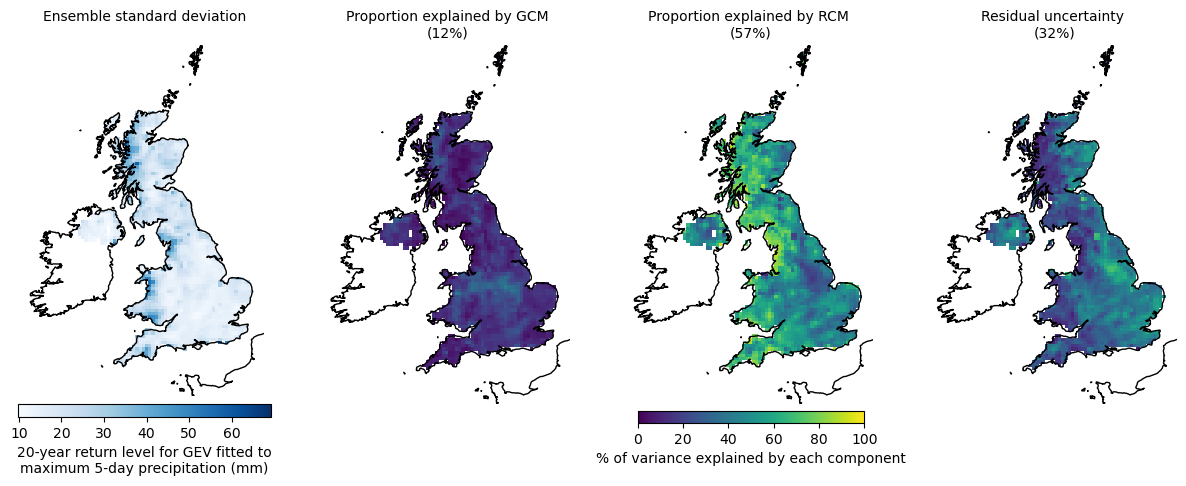 Ensemble standard deviation
Proportion explained by GCM
(12%)
Proportion explained by RCM
(57%)
Residual uncertainty
(32%)
10 20 30 40 50 60
20-year return level for GEV fitted to
maximum 5-day precipitation (mm)
0 20 40 60 80 100
% of variance explained by each component